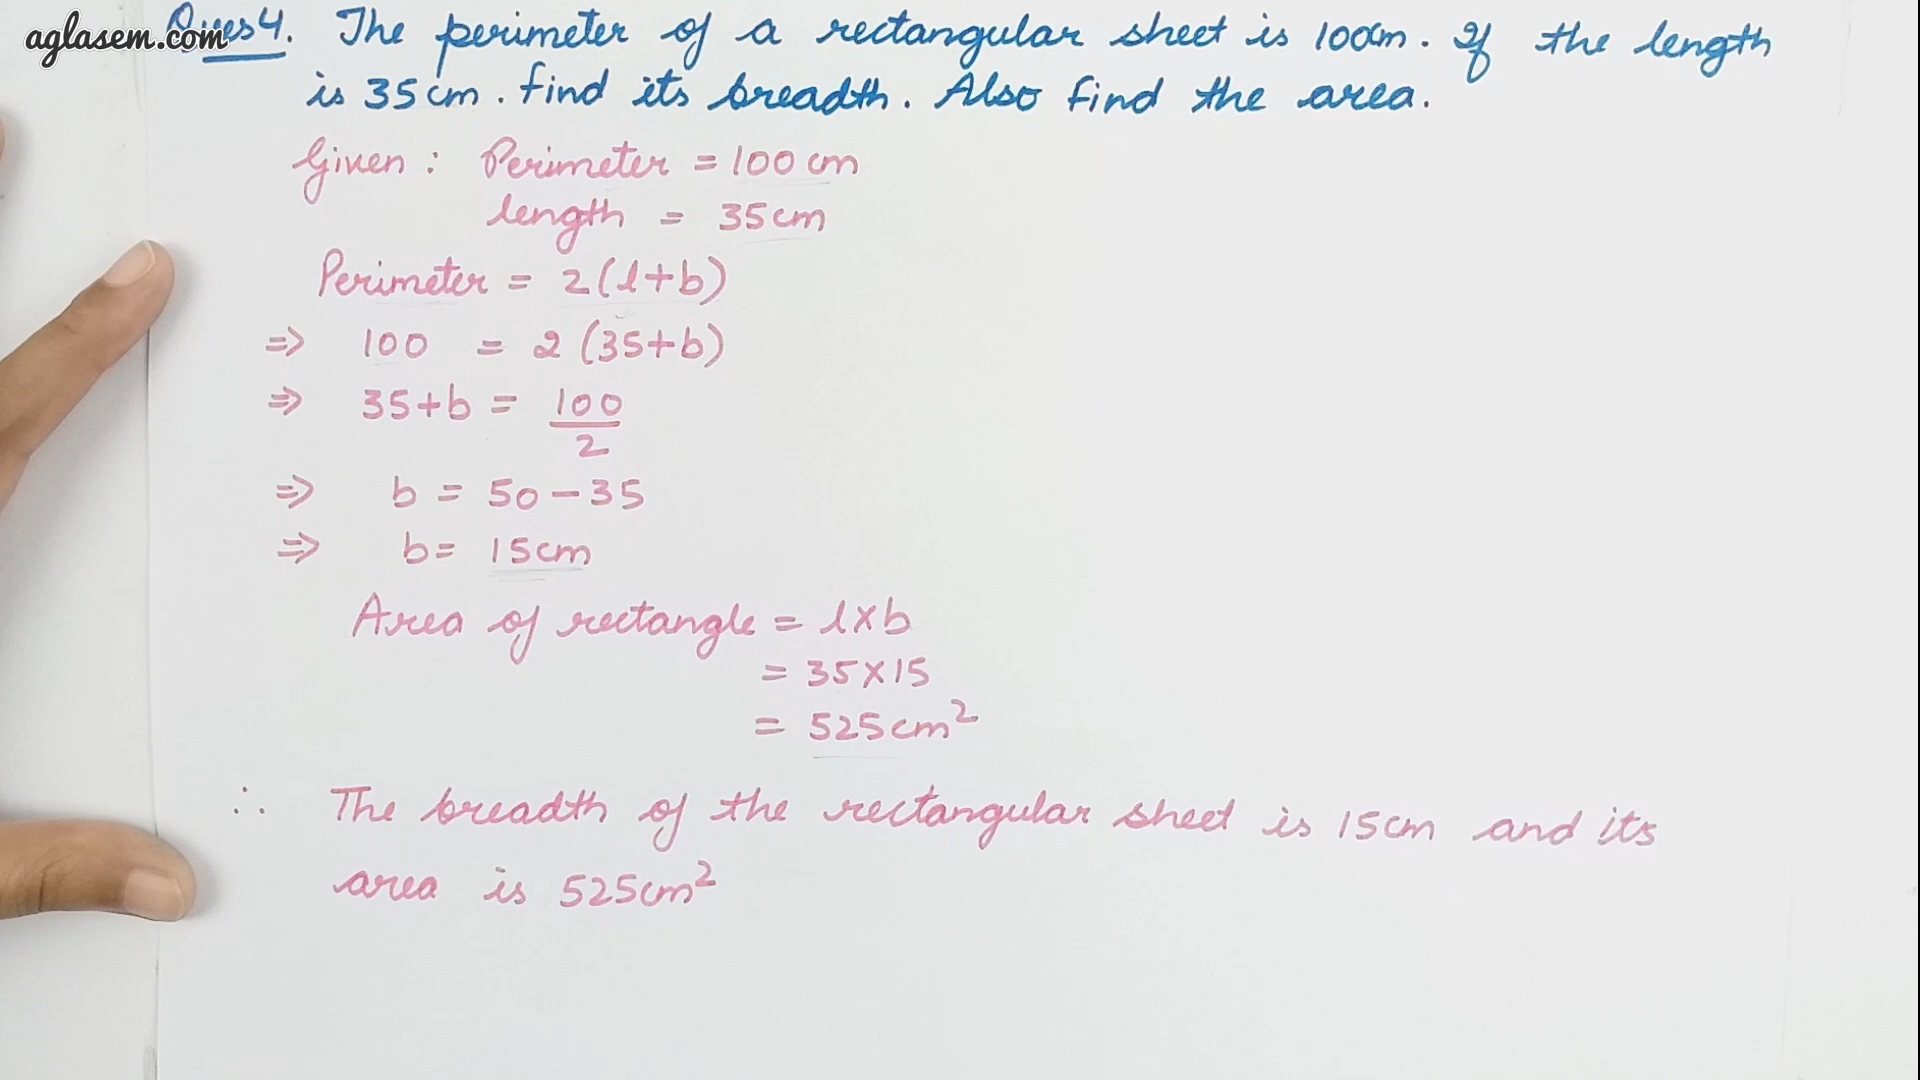 aglasem.com
Ques 4. The perimeter of a rectangular sheet is 100cm. If the length
is 35cm. find its breadth. Also find the area.
Given: Perimeter = 100 cm
length = 35cm
Perimeter = 2(l+b)
⇒ 100 = 2 (35+b)
⇒ 35+b = 100/2
⇒ b = 50-35
⇒ b= 15cm
Area of rectangle = l×b
= 35×15
= 525cm²
∴ The breadth of the rectangular sheet is 15cm and its
area is 525cm²